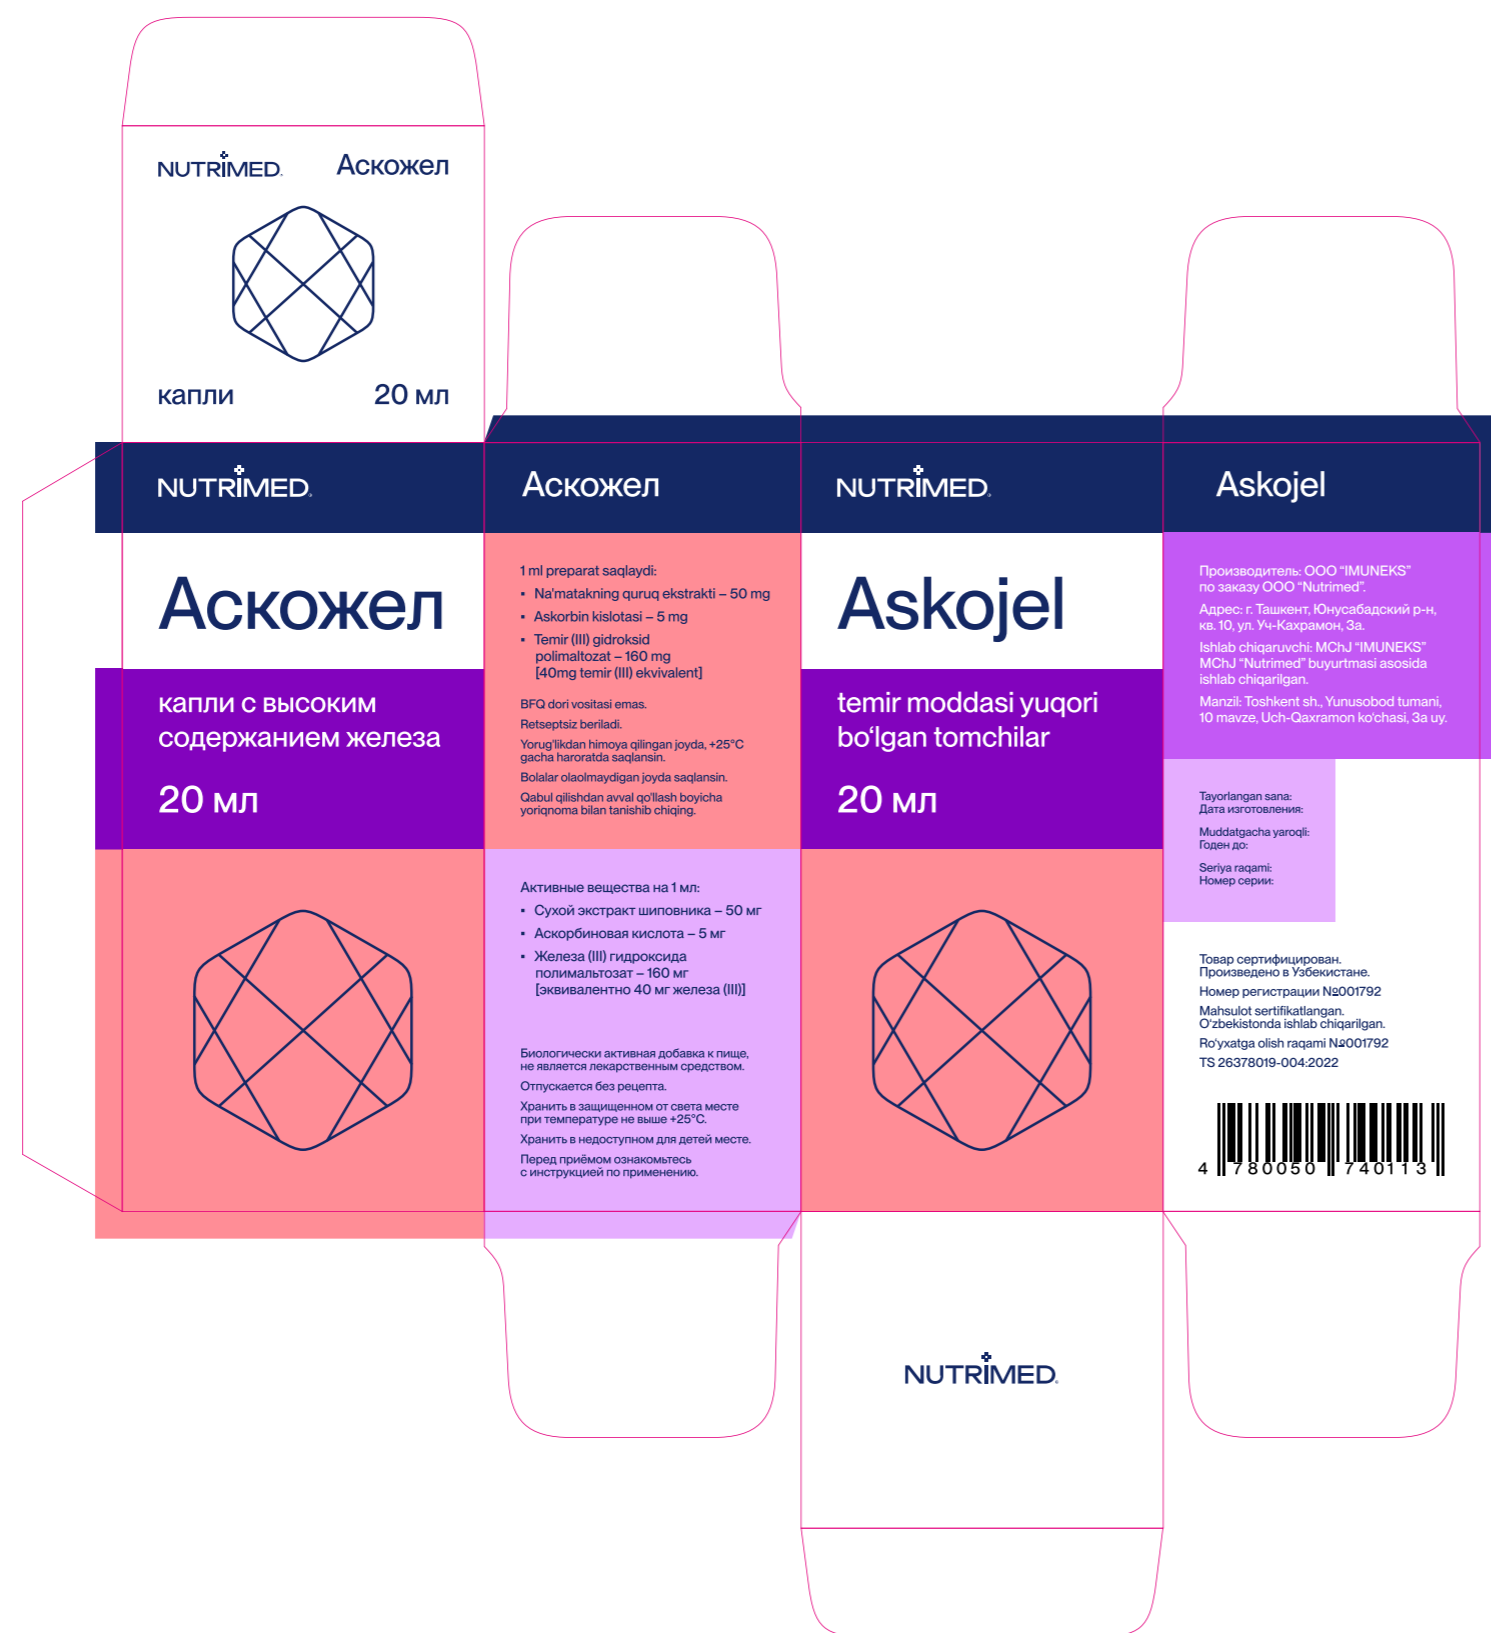 NUTRIMED
Аскожел
капли
20 мл
NUTRIMED
Аскожел
капли с высоким
содержанием железа
20 мл
Аскожел
1 ml preparat saqlaydi:
▪ Na'matakning quruq ekstrakti – 50 mg
▪ Askorbin kislotasi – 5 mg
▪ Temir (III) gidroksid
polimaltozat – 160 mg
[40mg temir (III) ekvivalent]
BFQ dori vositasi emas.
Retseptsiz beriladi.
Yorug'likdan himoya qilingan joyda, +25°C
gacha haroratda saqlansin.
Bolalar olaolmaydigan joyda saqlansin.
Qabul qilishdan avval qo'llash boyicha
yoriqnoma bilan tanishib chiqing.
Активные вещества на 1 мл:
▪ Сухой экстракт шиповника – 50 мг
▪ Аскорбиновая кислота – 5 мг
▪ Железа (III) гидроксида
полимальтозат – 160 мг
[эквивалентно 40 мг железа (III)]
Биологически активная добавка к пище,
не является лекарственным средством.
Отпускается без рецепта.
Хранить в защищенном от света месте
при температуре не выше +25°C.
Хранить в недоступном для детей месте.
Перед приёмом ознакомьтесь
с инструкцией по применению.
NUTRIMED
Askojel
temir moddasi yuqori
bo‘lgan tomchilar
20 мл
Askojel
Производитель: ООО “IMUNEKS”
по заказу ООО “Nutrimed”.
Адрес: г. Ташкент, Юнусабадский р-н,
кв. 10, ул. Уч-Кахрамон, 3а.
Ishlab chiqaruvchi: MChJ “IMUNEKS”
MChJ “Nutrimed” buyurtmasi asosida
ishlab chiqarilgan.
Manzil: Toshkent sh., Yunusobod tumani,
10 mavze, Uch-Qaxramon ko‘chasi, 3a uy.
Tayorlangan sana:
Дата изготовления:
Muddatgacha yaroqli:
Годен до:
Seriya raqami:
Номер серии:
Товар сертифицирован.
Произведено в Узбекистане.
Номер регистрации №001792
Mahsulot sertifikatlangan.
O‘zbekistonda ishlab chiqarilgan.
Ro‘yxatga olish raqami №001792
TS 26378019-004:2022
4 780050 740113
NUTRIMED